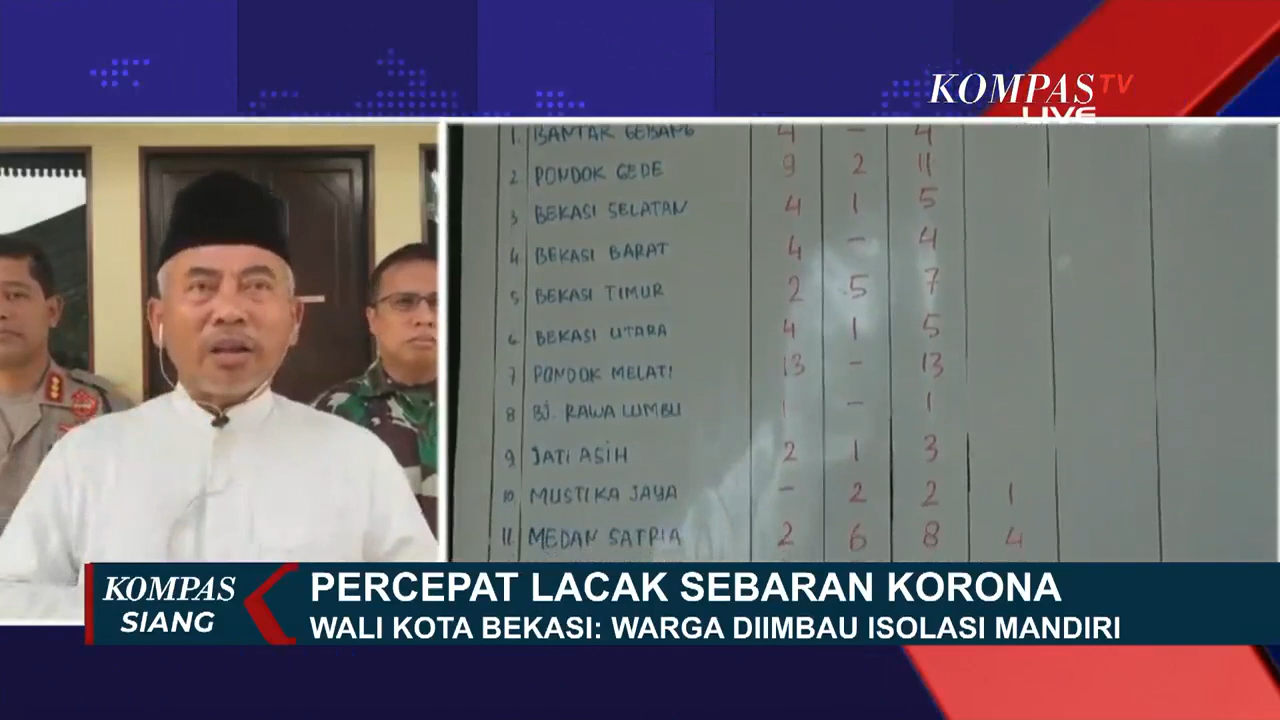 KOMPAS TV
LIVE
1. BANTAR GEBANG 4 - 4
2 PONDOK GEDE 9 2 11
3 BEKASI SELATAN 4 1 5
4 BEKASI BARAT 4 - 4
5 BEKASI TIMUR 2 5 7
6 BEKASI UTARA 4 1 5
7 PONDOK MELATI 13 - 13
8 BJ. RAWA LUMBU 1 - 1
9 JATI ASIH 2 1 3
10 MUSTIKA JAYA - 2 2 1
11. MEDAN SATRIA 2 6 8 4
KOMPAS
SIANG
PERCEPAT LACAK SEBARAN KORONA
WALI KOTA BEKASI: WARGA DIIMBAU ISOLASI MANDIRI